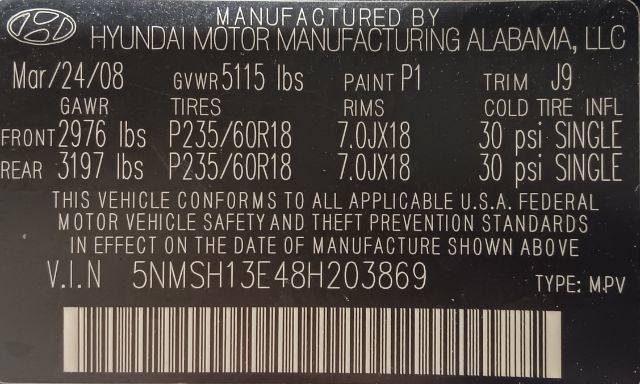 MANUFACTURED BY
HYUNDAI MOTOR MANUFACTURING ALABAMA, LLC
Mar/24/08 GVWR 5115 lbs PAINT P1 TRIM J9
GAWR TIRES RIMS COLD TIRE INFL
FRONT 2976 lbs P235/60R18 7.0JX18 30 psi SINGLE
REAR 3197 lbs P235/60R18 7.0JX18 30 psi SINGLE
THIS VEHICLE CONFORMS TO ALL APPLICABLE U.S.A. FEDERAL
MOTOR VEHICLE SAFETY AND THEFT PREVENTION STANDARDS
IN EFFECT ON THE DATE OF MANUFACTURE SHOWN ABOVE
V.I.N 5NMSH13E48H203869 TYPE: MPV